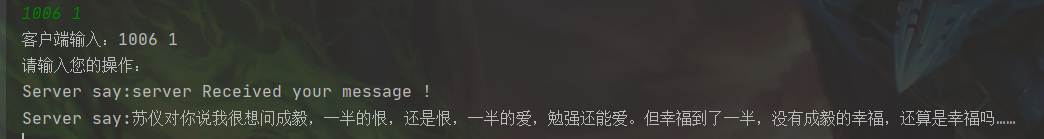 1006 1
客户端输入：1006 1
请输入您的操作：
Server say:server Received your message !
Server say:苏仪对你说我很想问成毅，一半的恨，还是恨，一半的爱，勉强还能爱。但幸福到了一半，没有成毅的幸福，还算是幸福吗……